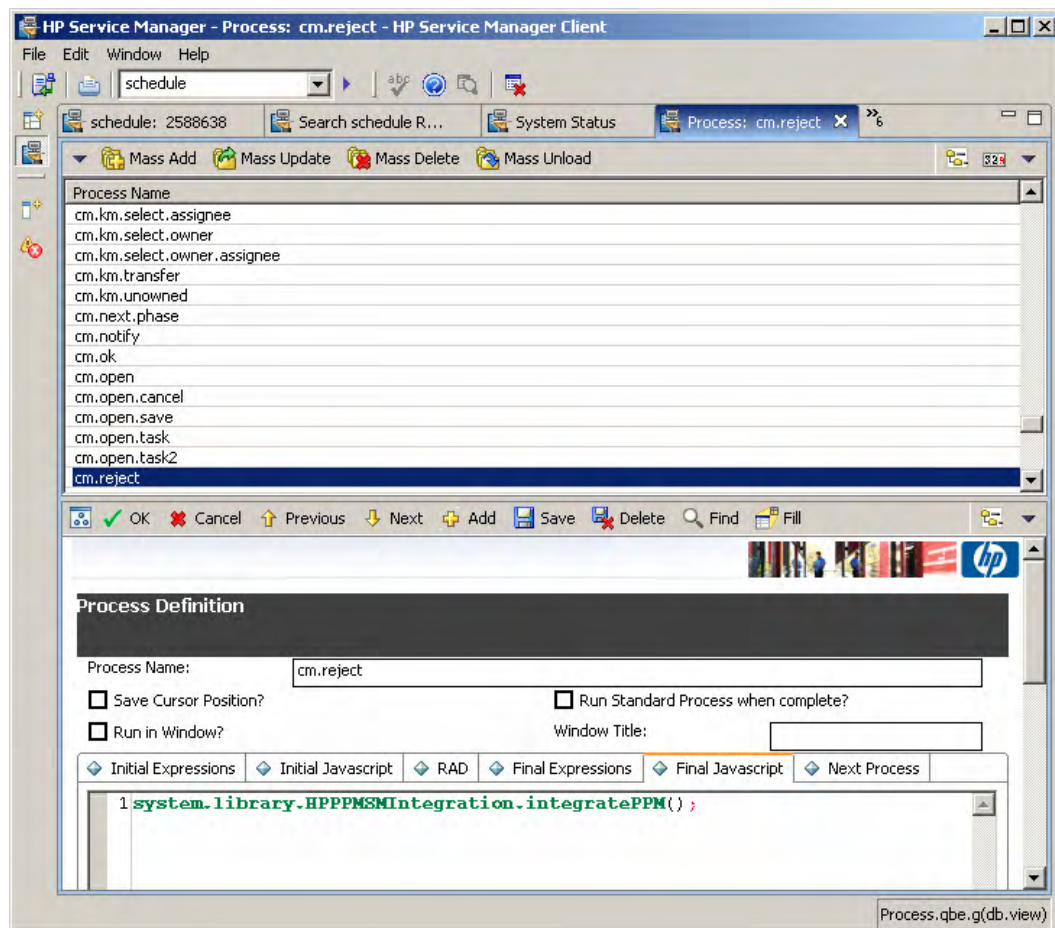 HP Service Manager - Process: cm.reject - HP Service Manager Client
File Edit Window Help
schedule abc
schedule: 2588638 Search schedule R... System Status Process: cm.reject 6
Mass Add Mass Update Mass Delete Mass Unload
Process Name
cm.km.select.assignee
cm.km.select.owner
cm.km.select.owner.assignee
cm.km.transfer
cm.km.unowned
cm.next.phase
cm.notify
cm.ok
cm.open
cm.open.cancel
cm.open.save
cm.open.task
cm.open.task2
cm.reject
OK Cancel Previous Next Add Save Delete Find Fill
hp
Process Definition
Process Name: cm.reject
Save Cursor Position? Run Standard Process when complete?
Run in Window? Window Title:
Initial Expressions Initial Javascript RAD Final Expressions Final Javascript Next Process
1 system.library.HPPPMSMIntegration.integratePPM();
Process.qbe.g(db.view)